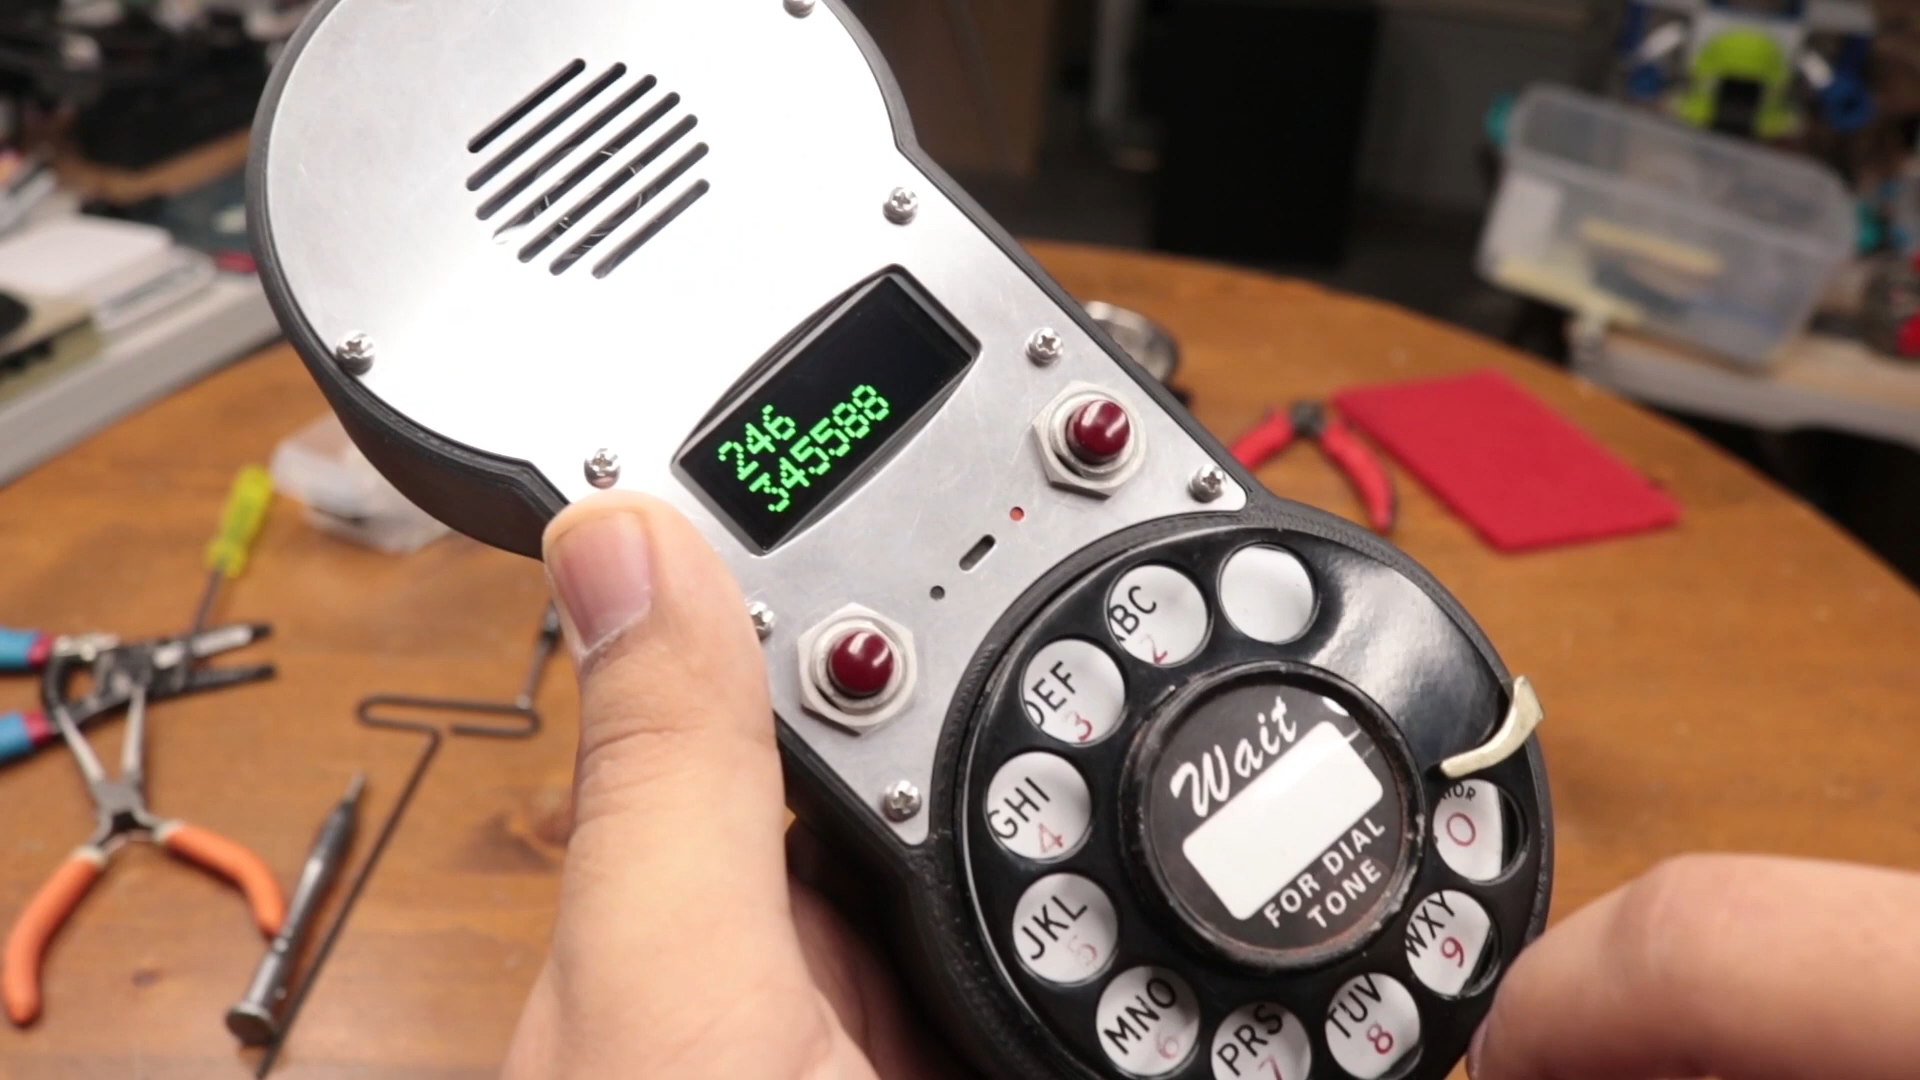 246
345588
ABC
2
DEF
3
GHI
4
JKL
5
MNO
6
PRS
7
TUV
8
WXY
9
0
Wait
FOR DIAL
TONE